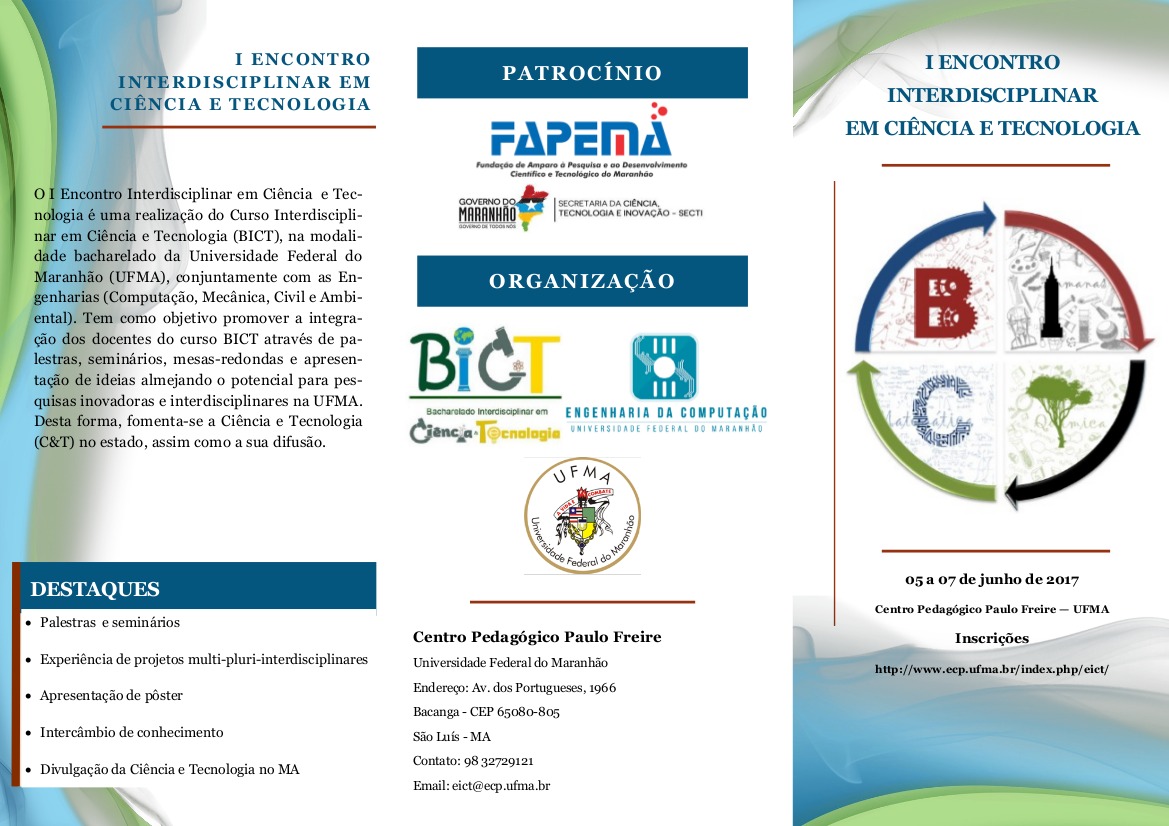 I ENCONTRO
INTERDISCIPLINAR EM
CIÊNCIA E TECNOLOGIA
O I Encontro Interdisciplinar em Ciência e Tec-
nologia é uma realização do Curso Interdiscipli-
nar em Ciência e Tecnologia (BICT), na modali-
dade bacharelado da Universidade Federal do
Maranhão (UFMA), conjuntamente com as En-
genharias (Computação, Mecânica, Civil e Ambi-
ental). Tem como objetivo promover a integra-
ção dos docentes do curso BICT através de pa-
lestras, seminários, mesas-redondas e apresen-
tação de ideias almejando o potencial para pes-
quisas inovadoras e interdisciplinares na UFMA.
Desta forma, fomenta-se a Ciência e Tecnologia
(C&T) no estado, assim como a sua difusão.
DESTAQUES
• Palestras e seminários
• Experiência de projetos multi-pluri-interdisciplinares
• Apresentação de pôster
• Intercâmbio de conhecimento
• Divulgação da Ciência e Tecnologia no MA
PATROCÍNIO
FAPEMA
Fundação de Amparo à Pesquisa e ao Desenvolvimento
Científico e Tecnológico do Maranhão
GOVERNO DO
MARANHÃO
GOVERNO DE TODOS NÓS
SECRETARIA DA CIÊNCIA,
TECNOLOGIA E INOVAÇÃO - SECTI
ORGANIZAÇÃO
BICT
Bacharelado Interdisciplinar em
Ciência & Tecnologia
ENGENHARIA DA COMPUTAÇÃO
UNIVERSIDADE FEDERAL DO MARANHÃO
UFMA
A VIDA É COMBATE
Universidade Federal do Maranhão
Centro Pedagógico Paulo Freire
Universidade Federal do Maranhão
Endereço: Av. dos Portugueses, 1966
Bacanga - CEP 65080-805
São Luís - MA
Contato: 98 32729121
Email: eict@ecp.ufma.br
I ENCONTRO
INTERDISCIPLINAR
EM CIÊNCIA E TECNOLOGIA
B I
C
Química
05 a 07 de junho de 2017
Centro Pedagógico Paulo Freire — UFMA
Inscrições
http://www.ecp.ufma.br/index.php/eict/